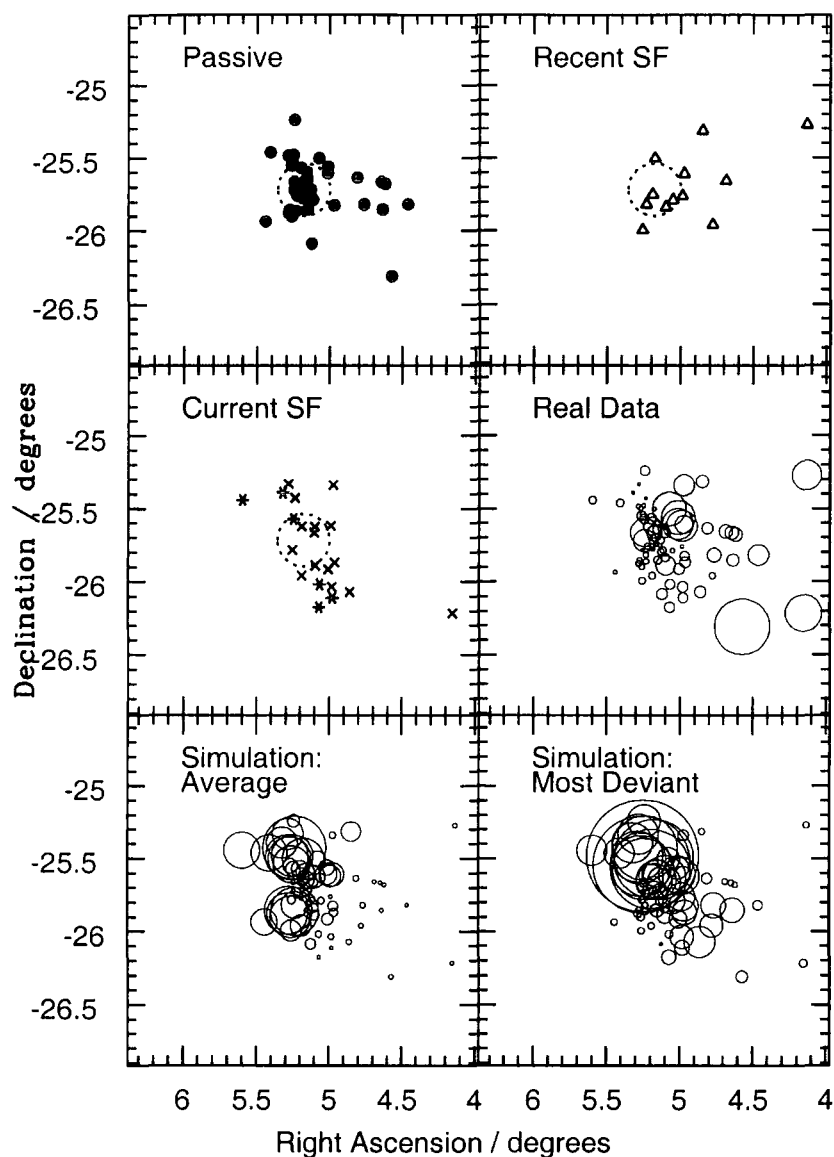 Passive
Recent SF
-25
-25.5
-26
-26.5
Current SF
Real Data
-25
-25.5
-26
-26.5
Declination / degrees
Simulation:
Average
Simulation:
Most Deviant
-25
-25.5
-26
-26.5
6 5.5 5 4.5 4
6 5.5 5 4.5 4
Right Ascension / degrees